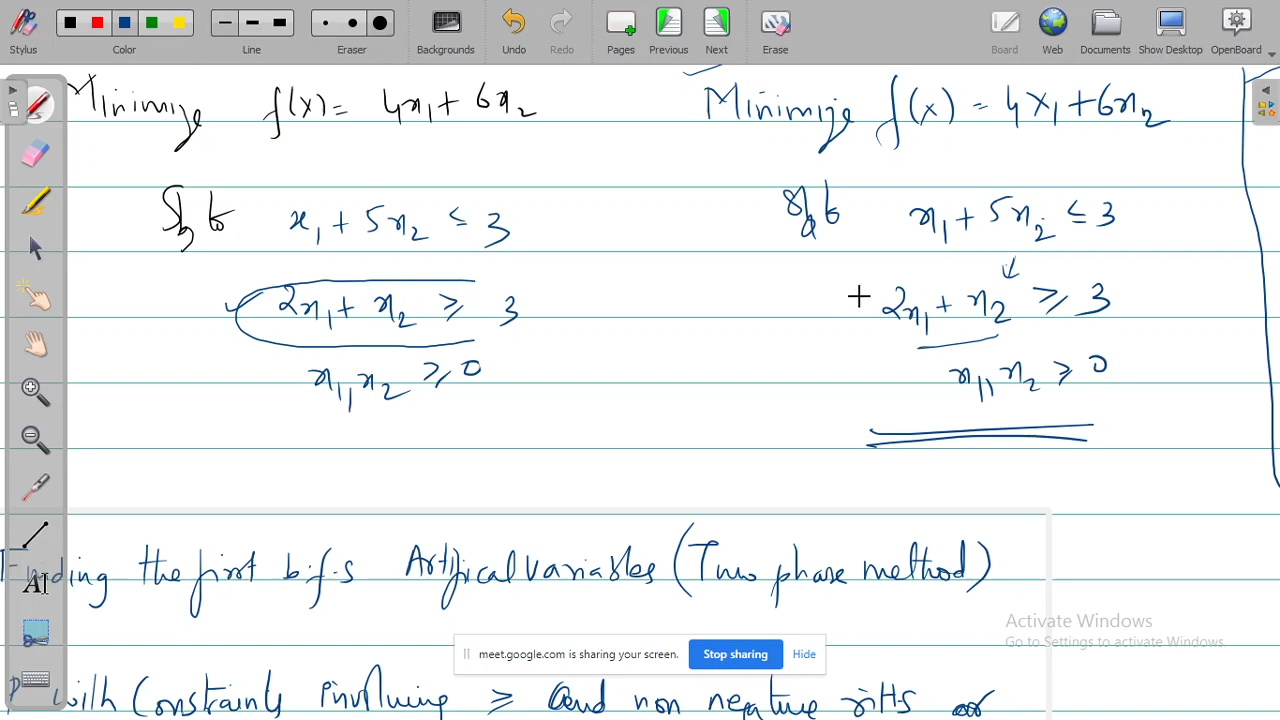 Stylus Color Line Eraser Backgrounds Undo Redo Pages Previous Next Erase Board Web Documents Show Desktop OpenBoard
Minimize f(x) = 4x1 + 6x2
x1 + 5x2 ≤ 3
2x1 + x2 ≥ 3
x1, x2 ≥ 0
Minimize f(x) = 4x1 + 6x2
x1 + 5x2 ≤ 3
2x1 + x2 ≥ 3
x1, x2 ≥ 0
Finding the first b.f.s Artifical variables (Two phase method)
Activate Windows
Go to Settings to activate Windows.
meet.google.com is sharing your screen. Stop sharing Hide
with Constraints involving ≥ and non negative